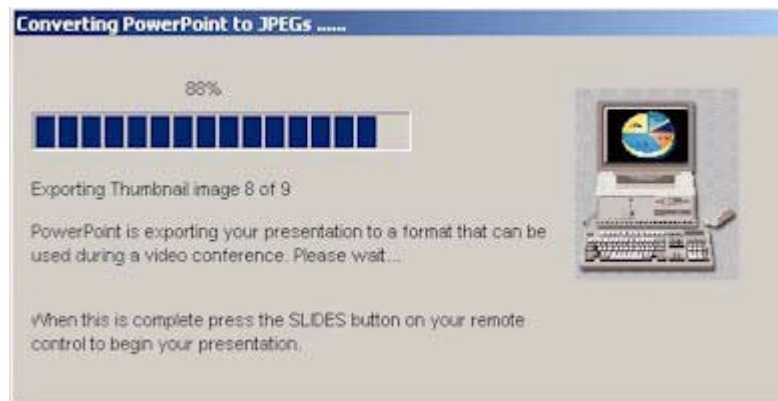 Converting PowerPoint to JPEGs ......
88%
Exporting Thumbnail image 8 of 9
PowerPoint is exporting your presentation to a format that can be
used during a video conference. Please wait...
When this is complete press the SLIDES button on your remote
control to begin your presentation.